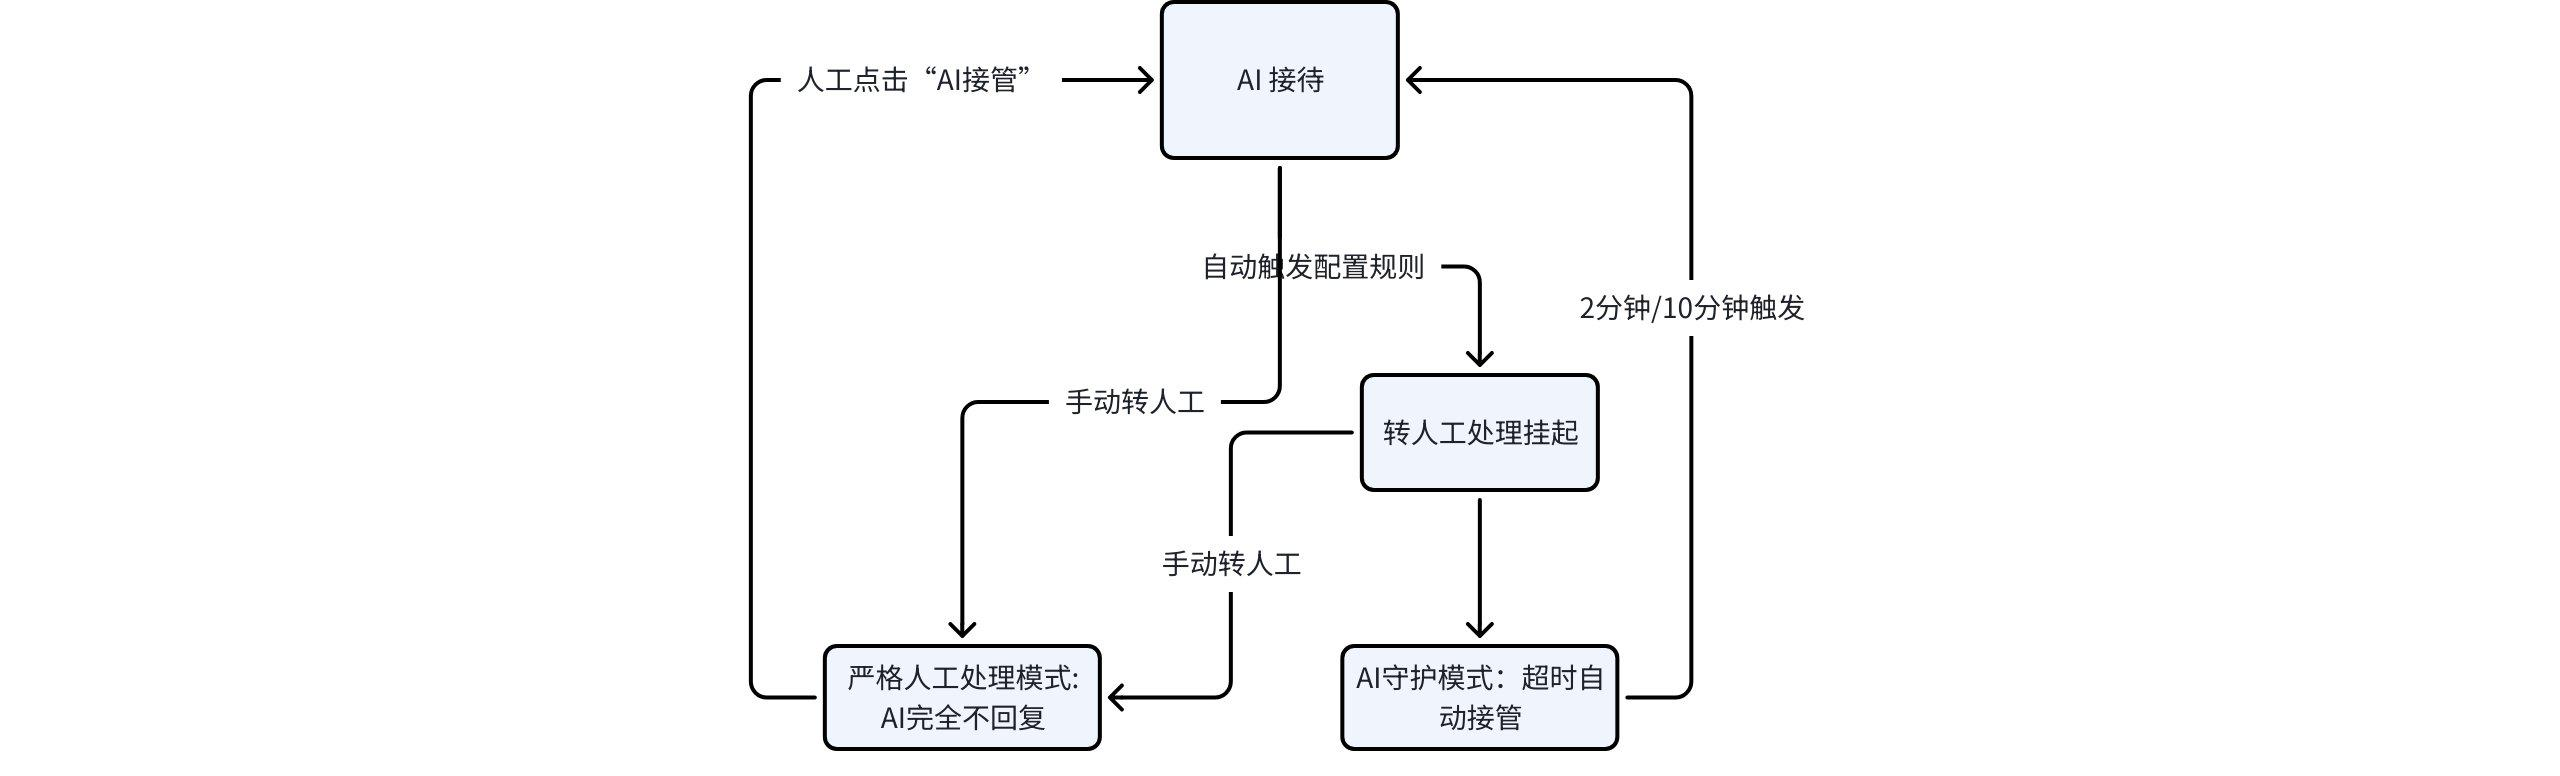 人工点击“AI接管”
AI 接待
自动触发配置规则
2分钟/10分钟触发
手动转人工
转人工处理挂起
手动转人工
严格人工处理模式:
AI完全不回复
AI守护模式：超时自
动接管